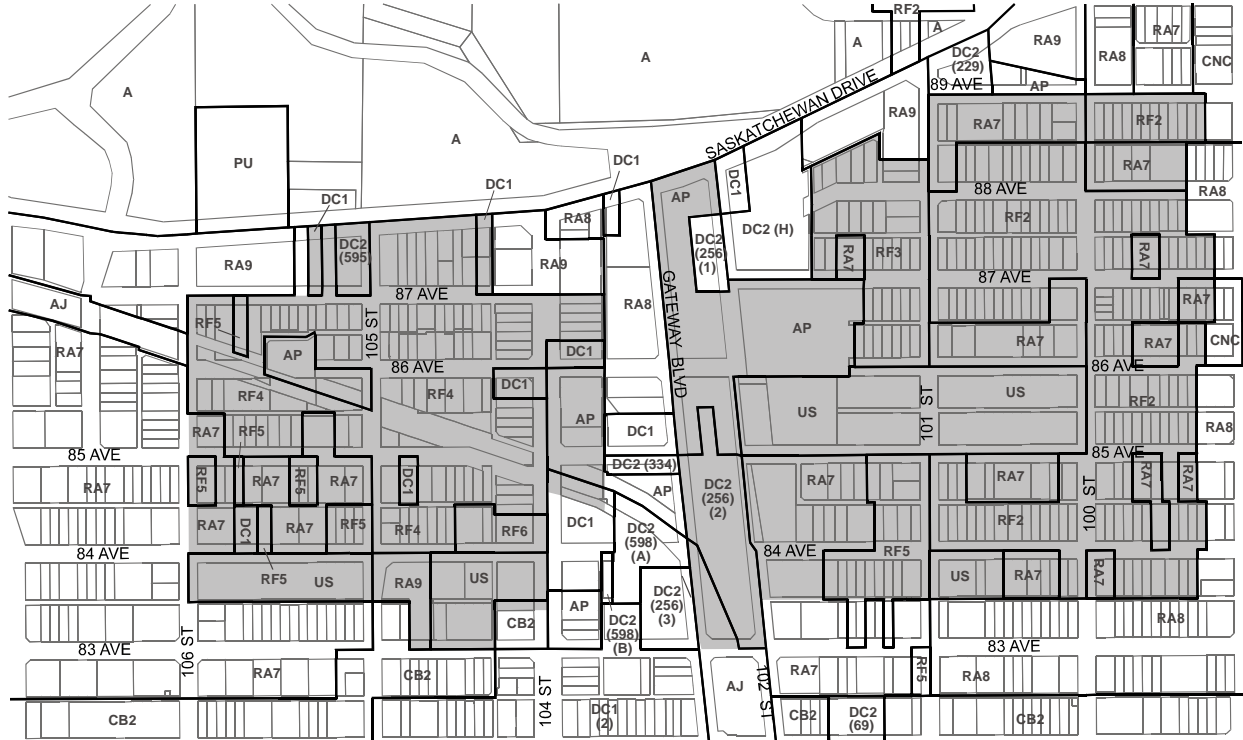 RF2
A
A
RA9
RA7
A
DC2
(229)
RA8
CNC
A
89 AVE
AP
SASKATCHEWAN DRIVE
RA9
RA7
RF2
A
PU
DC1
RA7
DC1
DC1
AP
DC1
88 AVE
RA8
DC1
RA8
RF2
DC2 (H)
DC2
(595)
DC2
(256)
(1)
RA7
RF3
RA7
RA9
RA9
87 AVE
87 AVE
AJ
RA8
GATEWAY BLVD
RA7
RF5
105 ST
AP
RA7
RA7
CNC
RA7
AP
DC1
86 AVE
86 AVE
DC1
US
US
RF4
RF4
RF2
101 ST
AP
RA7
RF5
DC1
RA8
85 AVE
85 AVE
DC2 (334)
RF5
RA7
RF5
RA7
DC1
RA7
RA7
RA7
RA7
RA7
AP
DC2
(256)
(2)
100 ST
RA7
DC1
RA7
RF5
RF4
RF6
DC1
DC2
(598)
(A)
RF2
84 AVE
84 AVE
RF5
RF5
US
RA9
US
US
RA7
RA7
AP
DC2
(256)
(3)
CB2
DC2
(598)
(B)
RA8
106 ST
83 AVE
83 AVE
RA7
CB2
RA7
RF5
RA8
104 ST
AJ
102 ST
CB2
DC1
(2)
CB2
DC2
(69)
CB2